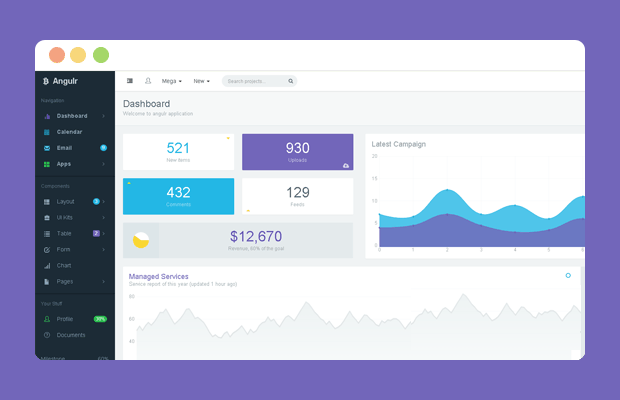 Angulr
Mega
New
Search projects...
Navigation
Dashboard
Calendar
Email
Apps
Components
Layout
UI Kits
Table
2
Form
Chart
Pages
Your Stuff
Profile
30%
Documents
Milestone
60%
Dashboard
Welcome to angulr application
521
New items
930
Uploads
432
Comments
129
Feeds
$12,670
Revenue, 60% of the goal
Latest Campaign
20
15
10
5
0
0
1
2
3
4
5
6
Managed Services
Service report of this year (updated 1 hour ago)
80
60
40